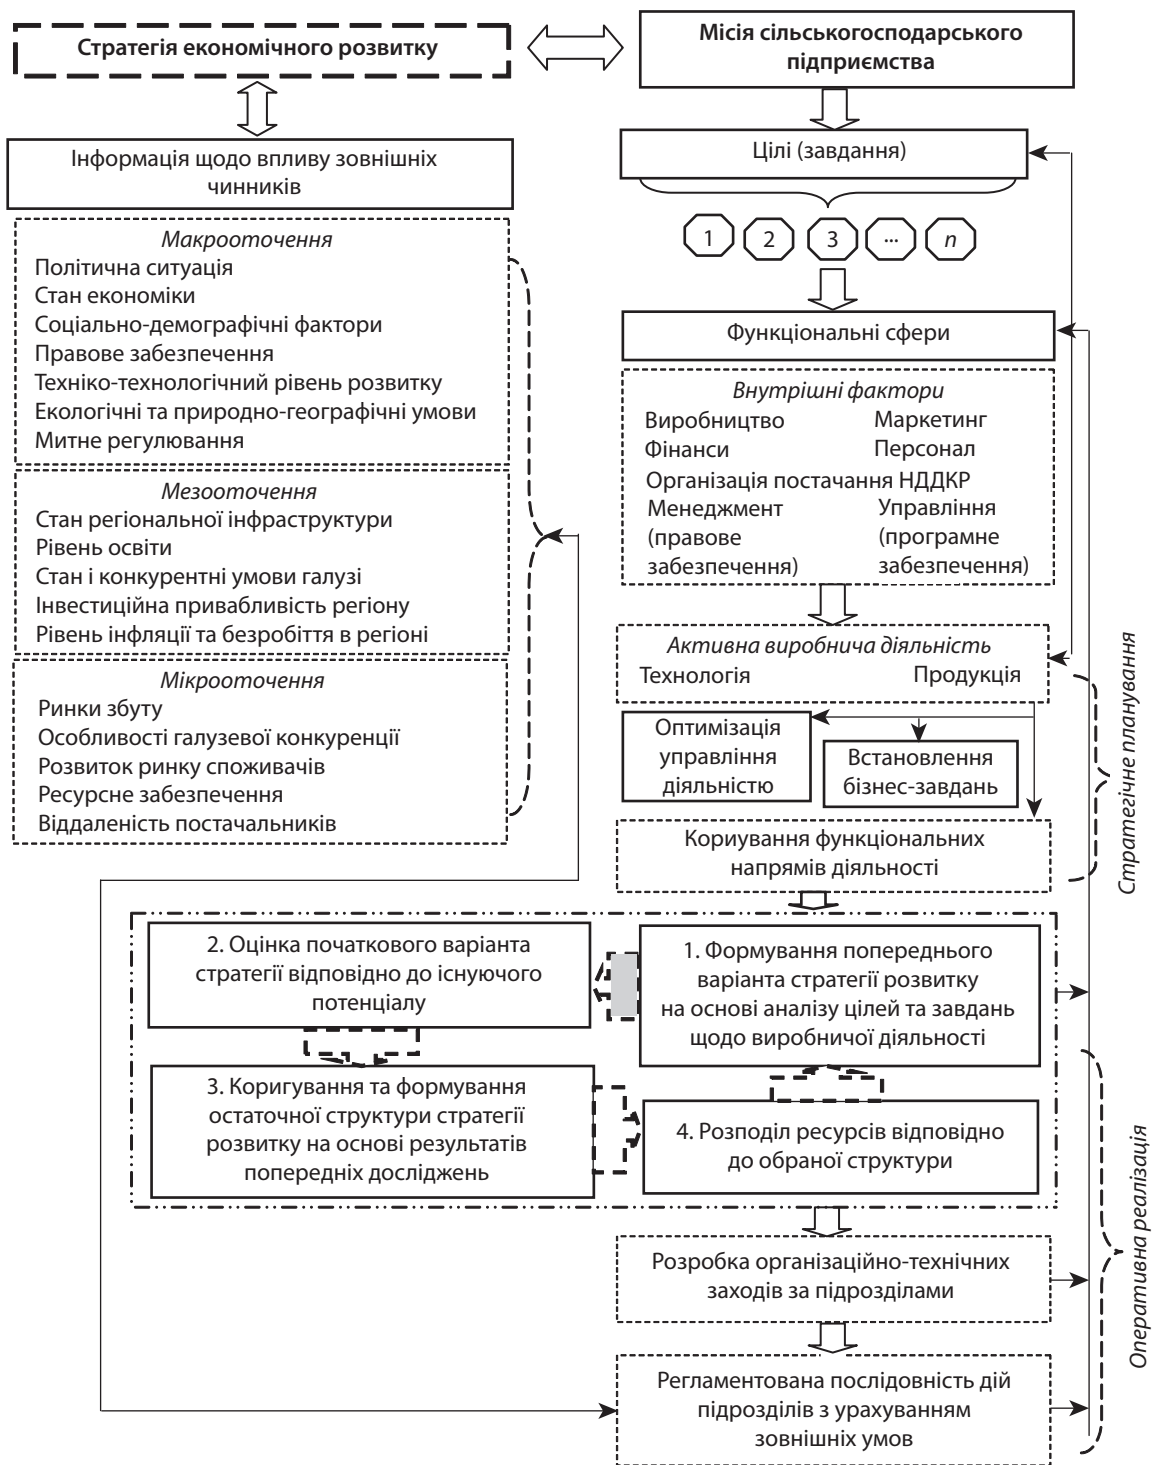 Стратегія економічного розвитку
Місія сільськогосподарського
підприємства
Інформація щодо впливу зовнішніх
чинників
Макрооточення
Політична ситуація
Стан економіки
Соціально-демографічні фактори
Правове забезпечення
Техніко-технологічний рівень розвитку
Екологічні та природно-географічні умови
Митне регулювання
Мезооточення
Стан регіональної інфраструктури
Рівень освіти
Стан і конкурентні умови галузі
Інвестиційна привабливість регіону
Рівень інфляції та безробіття в регіоні
Мікрооточення
Ринки збуту
Особливості галузевої конкуренції
Розвиток ринку споживачів
Ресурсне забезпечення
Віддаленість постачальників
Цілі (завдання)
1 2 3 ... n
Функціональні сфери
Внутрішні фактори
Виробництво Маркетинг
Фінанси Персонал
Організація постачання НДДКР
Менеджмент Управління
(правове (програмне
забезпечення) забезпечення)
Активна виробнича діяльність
Технологія Продукція
Оптимізація
управління
діяльністю
Встановлення
бізнес-завдань
Кориування функціональних
напрямів діяльності
Стратегічне планування
1. Формування попереднього
варіанта стратегії розвитку
на основі аналізу цілей та завдань
щодо виробничої діяльності
2. Оцінка початкового варіанта
стратегії відповідно до існуючого
потенціалу
3. Коригування та формування
остаточної структури стратегії
розвитку на основі результатів
попередніх досліджень
4. Розподіл ресурсів відповідно
до обраної структури
Розробка організаційно-технічних
заходів за підрозділами
Регламентована послідовність дій
підрозділів з урахуванням
зовнішніх умов
Оперативна реалізація